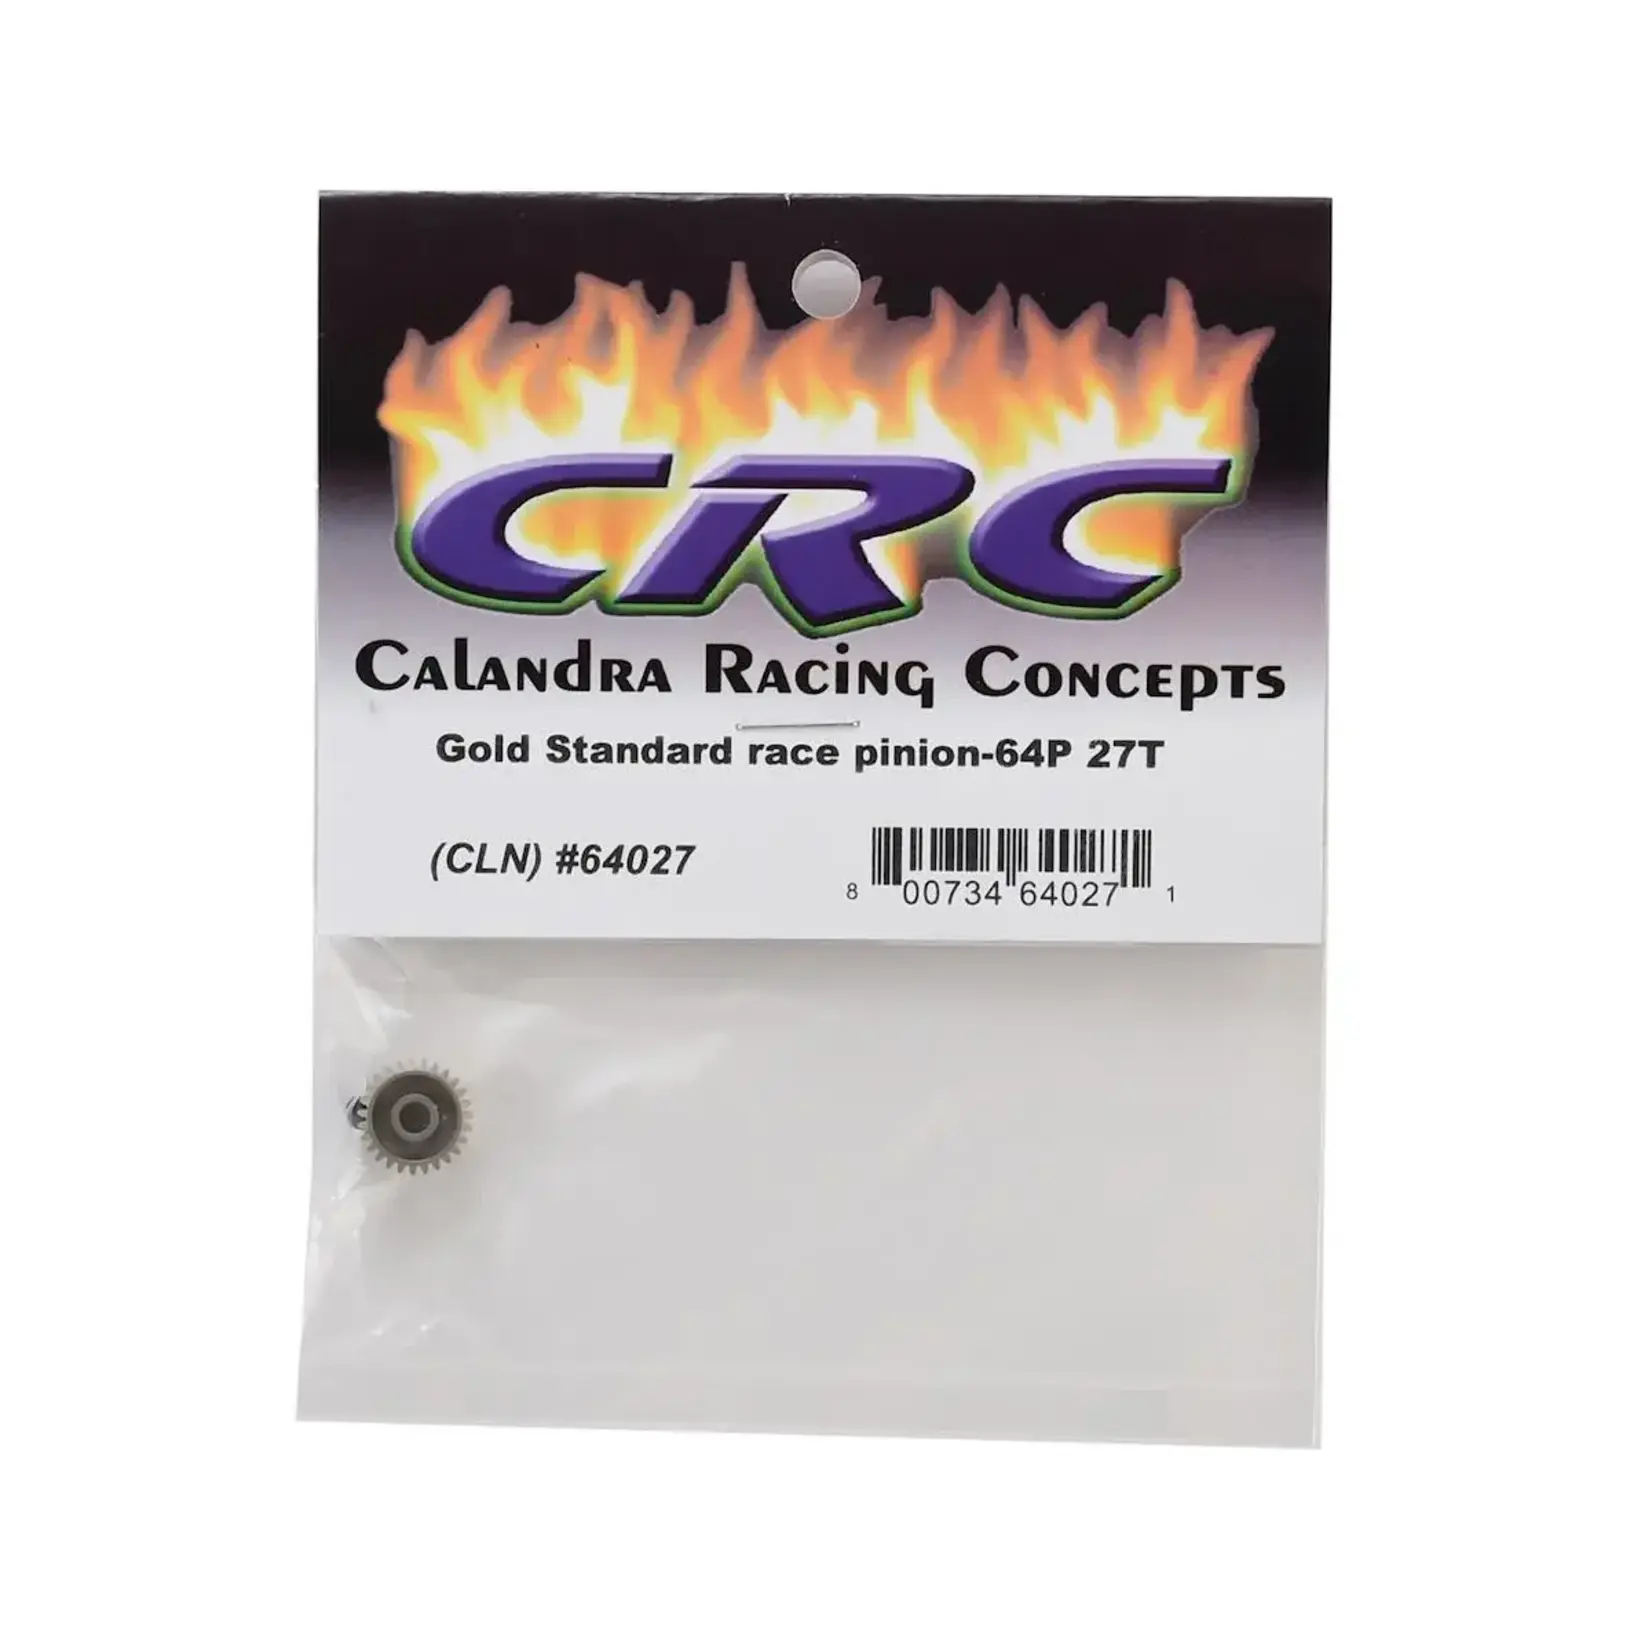 CRC
Calandra Racing Concepts
Gold Standard race pinion-64P 27T
(CLN) #64027
8 00734 64027 1